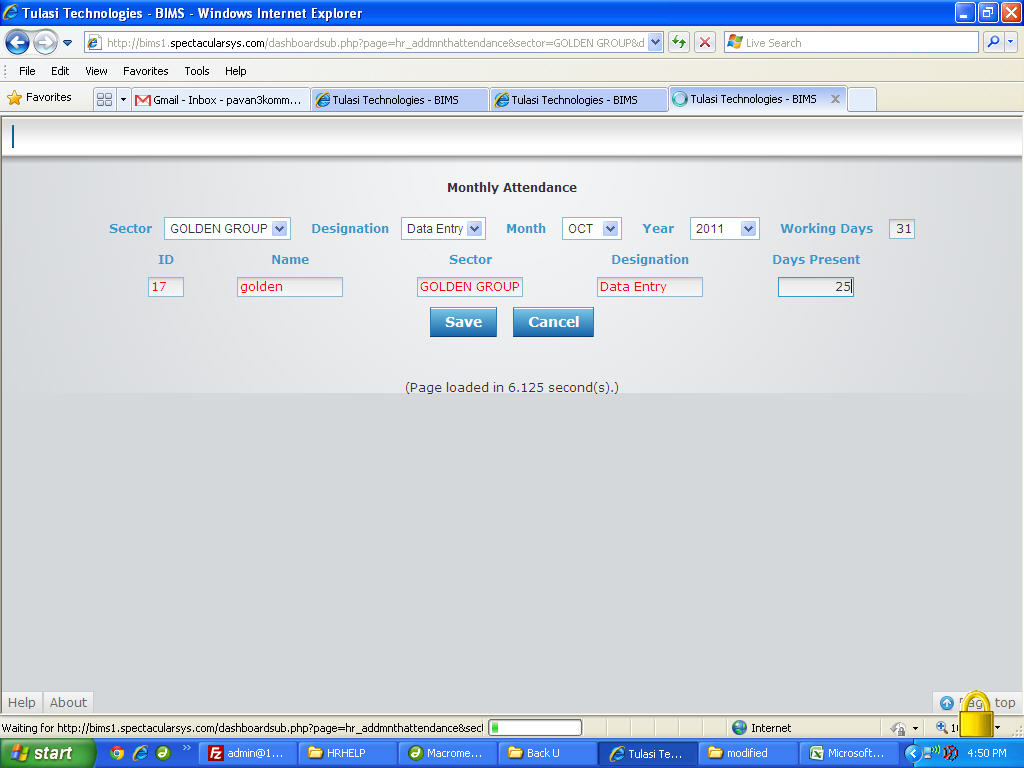 Tulasi Technologies - BIMS - Windows Internet Explorer
http://bims1.spectacularsys.com/dashboardsub.php?page=hr_addmnthattendance&sector=GOLDEN GROUP&d
Live Search
File Edit View Favorites Tools Help
Favorites
Gmail - Inbox - pavan3komm...
Tulasi Technologies - BIMS
Tulasi Technologies - BIMS
Tulasi Technologies - BIMS
Monthly Attendance
Sector GOLDEN GROUP Designation Data Entry Month OCT Year 2011 Working Days 31
ID Name Sector Designation Days Present
17 golden GOLDEN GROUP Data Entry 25
Save Cancel
(Page loaded in 6.125 second(s).)
Help About
top
Waiting for http://bims1.spectacularsys.com/dashboardsub.php?page=hr_addmnthattendance&sect
Internet
start
admin@1...
HRHELP
Macrome...
Back U
Tulasi Te...
modified
Microsoft...
4:50 PM